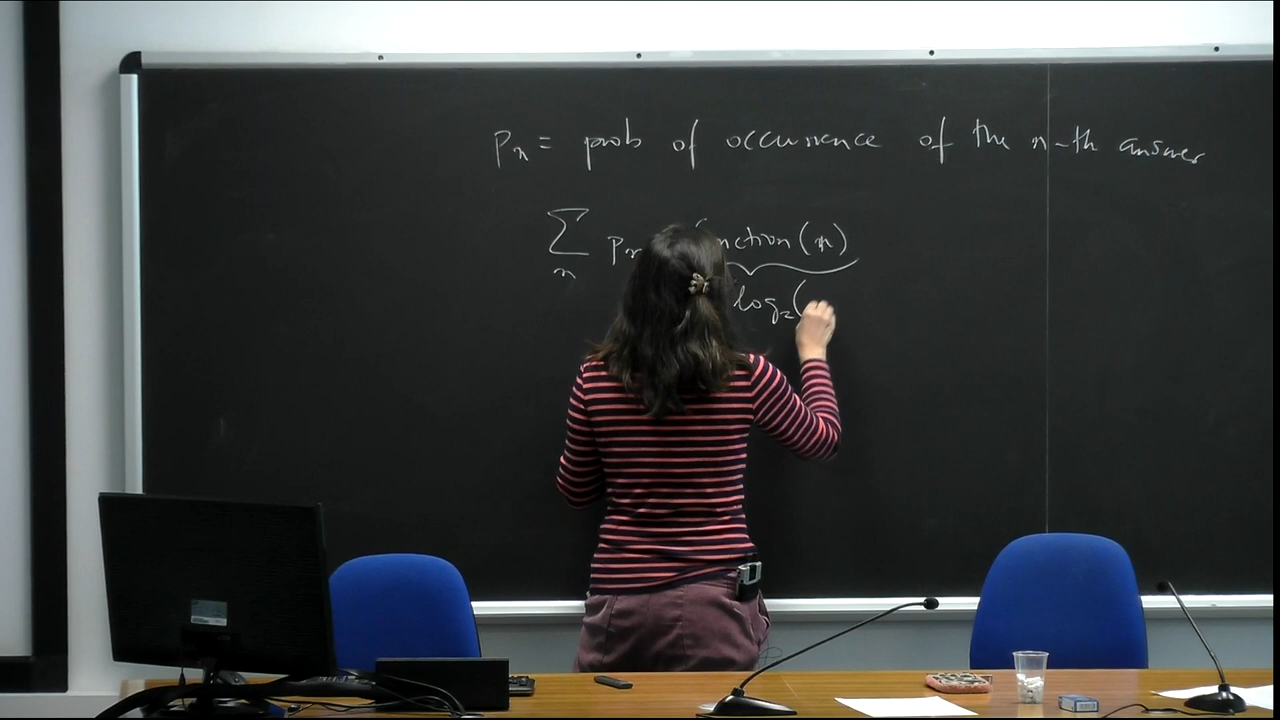 Pn = prob of occurrence of the n-th answer
∑n Pn function(n)
log2(